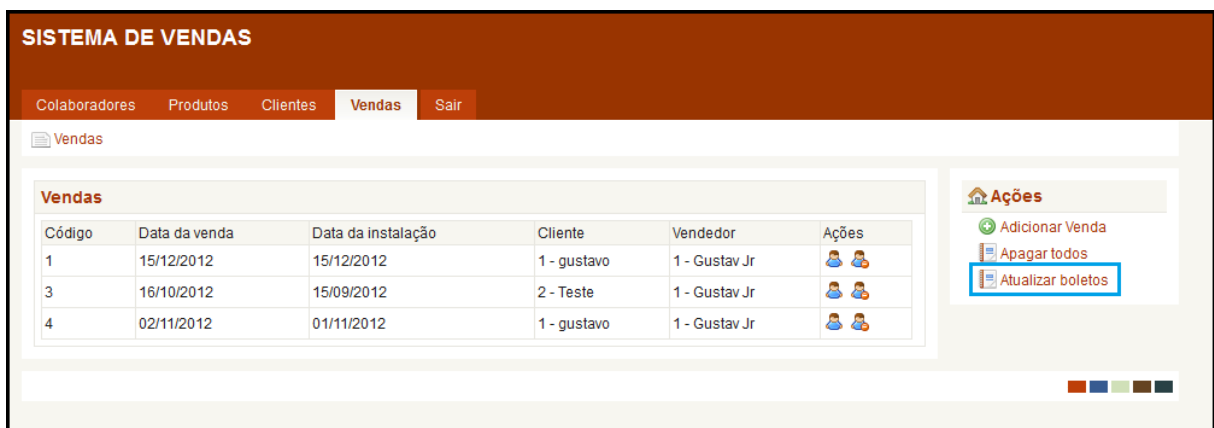 SISTEMA DE VENDAS
Colaboradores Produtos Clientes Vendas Sair
Vendas
Vendas
Código Data da venda Data da instalação Cliente Vendedor Ações
1 15/12/2012 15/12/2012 1 - gustavo 1 - Gustav Jr
3 16/10/2012 15/09/2012 2 - Teste 1 - Gustav Jr
4 02/11/2012 01/11/2012 1 - gustavo 1 - Gustav Jr
Ações
Adicionar Venda
Apagar todos
Atualizar boletos